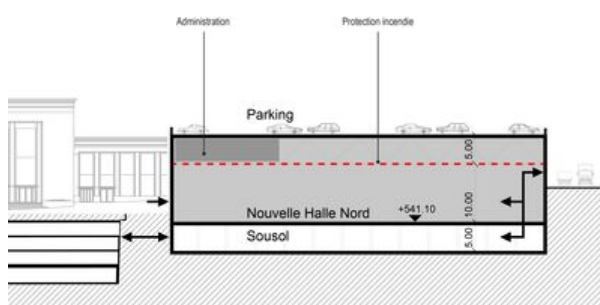 Administration
Protection incendie
Parking
5.00
Nouvelle Halle Nord
+541.10
10.00
Sousol
5.00